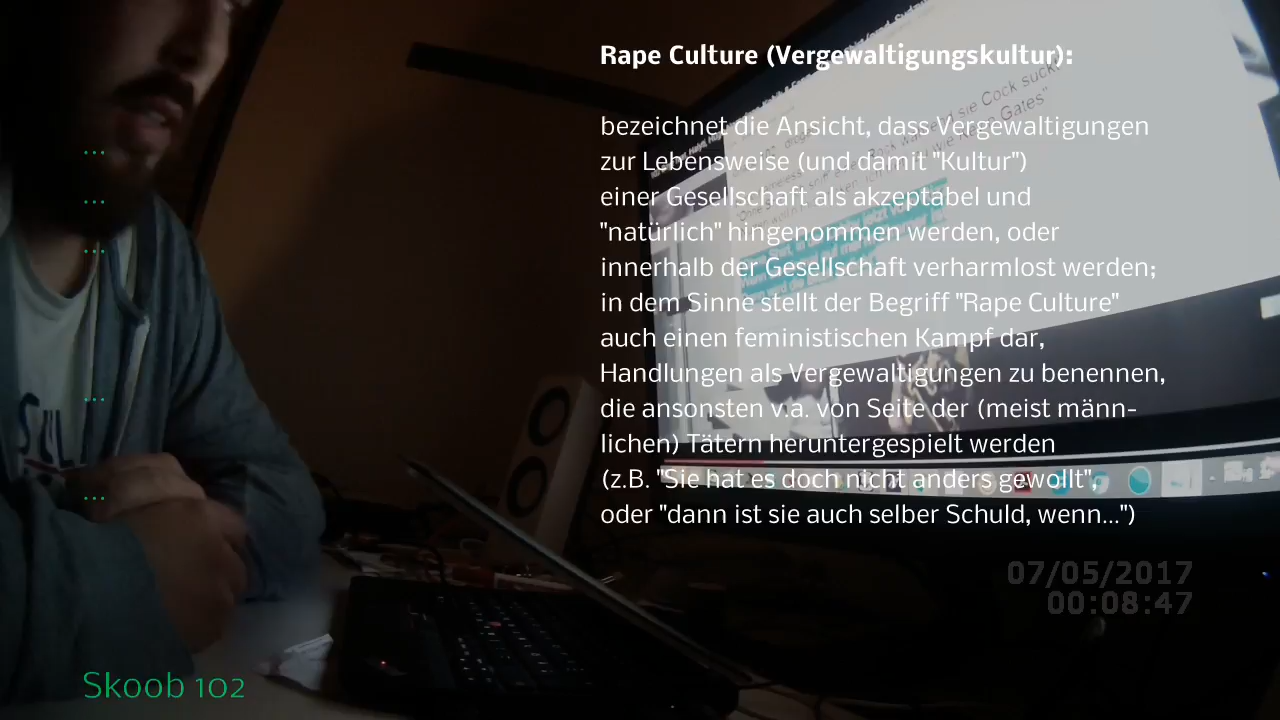 Rape Culture (Vergewaltigungskultur):
bezeichnet die Ansicht, dass Vergewaltigungen
zur Lebensweise (und damit "Kultur")
einer Gesellschaft als akzeptabel und
"natürlich" hingenommen werden, oder
innerhalb der Gesellschaft verharmlost werden;
in dem Sinne stellt der Begriff "Rape Culture"
auch einen feministischen Kampf dar,
Handlungen als Vergewaltigungen zu benennen,
die ansonsten v.a. von Seite der (meist männ-
lichen) Tätern heruntergespielt werden
(z.B. "Sie hat es doch nicht anders gewollt",
oder "dann ist sie auch selber Schuld, wenn...")
...
...
...
...
...
07/05/2017
00:08:47
Skoob 102